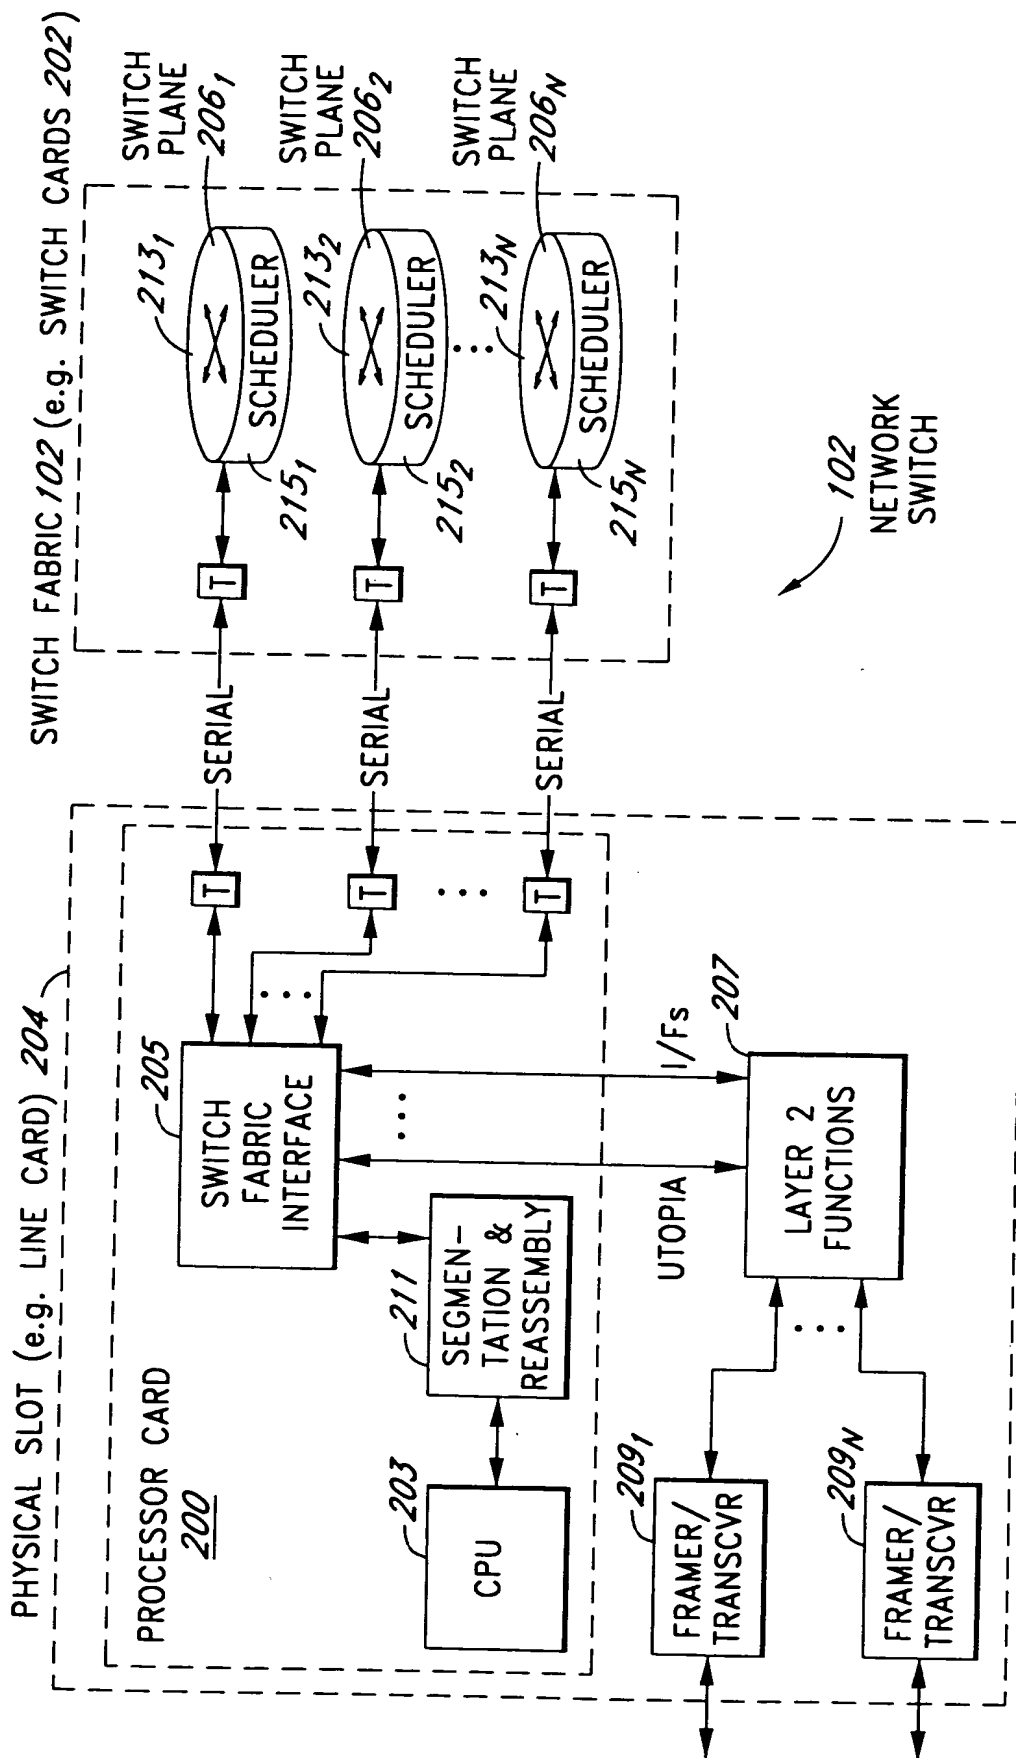 PHYSICAL SLOT (e.g. LINE CARD) 204
SWITCH FABRIC 102 (e.g. SWITCH CARDS 202)
PROCESSOR CARD
200
CPU
203
SEGMEN-
TATION &
REASSEMBLY
211
SWITCH
FABRIC
INTERFACE
205
T
T
T
SERIAL
SERIAL
SERIAL
T
T
T
SCHEDULER
2131
2151
SWITCH
PLANE
2061
SCHEDULER
2132
2152
SWITCH
PLANE
2062
SCHEDULER
213N
215N
SWITCH
PLANE
206N
UTOPIA
I/Fs
LAYER 2
FUNCTIONS
207
FRAMER/
TRANSCVR
2091
FRAMER/
TRANSCVR
209N
102
NETWORK
SWITCH